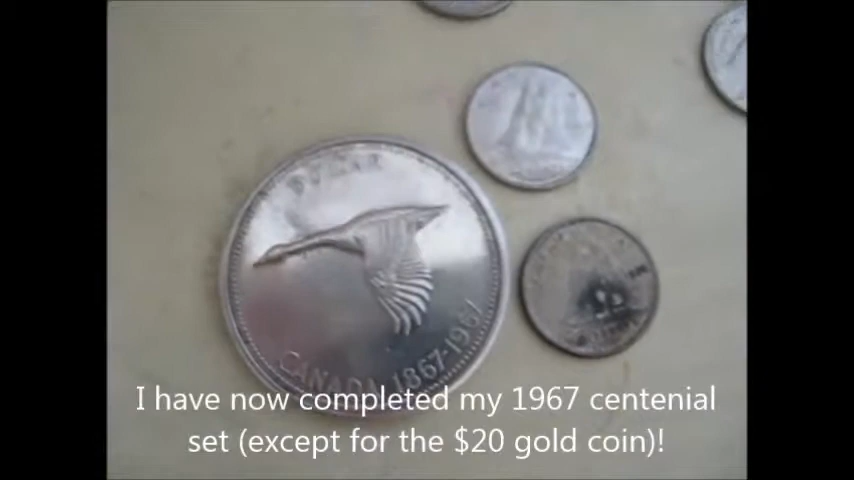 DOLLAR
CANADA 1867-1967
I have now completed my 1967 centenial
set (except for the $20 gold coin)!